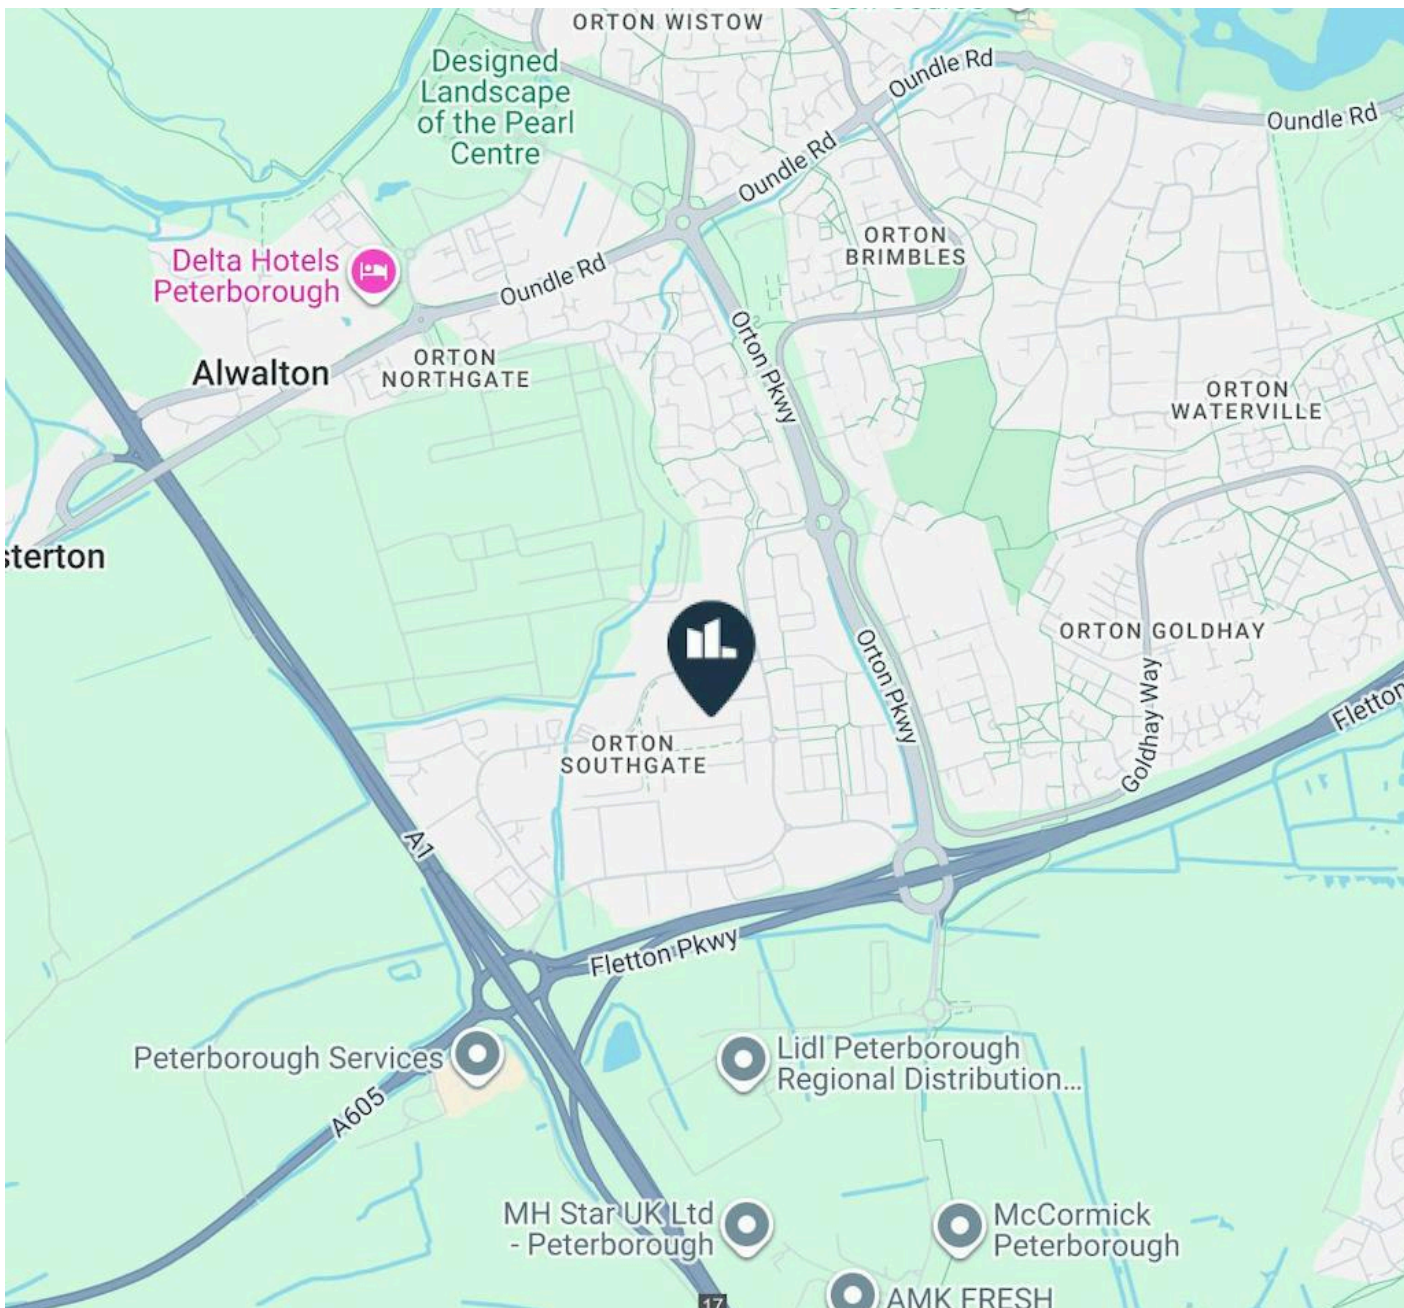 ORTON WISTOW
Designed
Landscape
of the Pearl
Centre
Oundle Rd
Oundle Rd
Oundle Rd
ORTON
BRIMBLES
Delta Hotels
Peterborough
Oundle Rd
Orton Pkwy
Alwalton
ORTON
NORTHGATE
ORTON
WATERVILLE
sterton
ORTON GOLDHAY
Orton Pkwy
Goldhay Way
Fletton
ORTON
SOUTHGATE
A1
Fletton Pkwy
Peterborough Services
Lidl Peterborough
Regional Distribution...
A605
MH Star UK Ltd
- Peterborough
McCormick
Peterborough
AMK FRESH
17